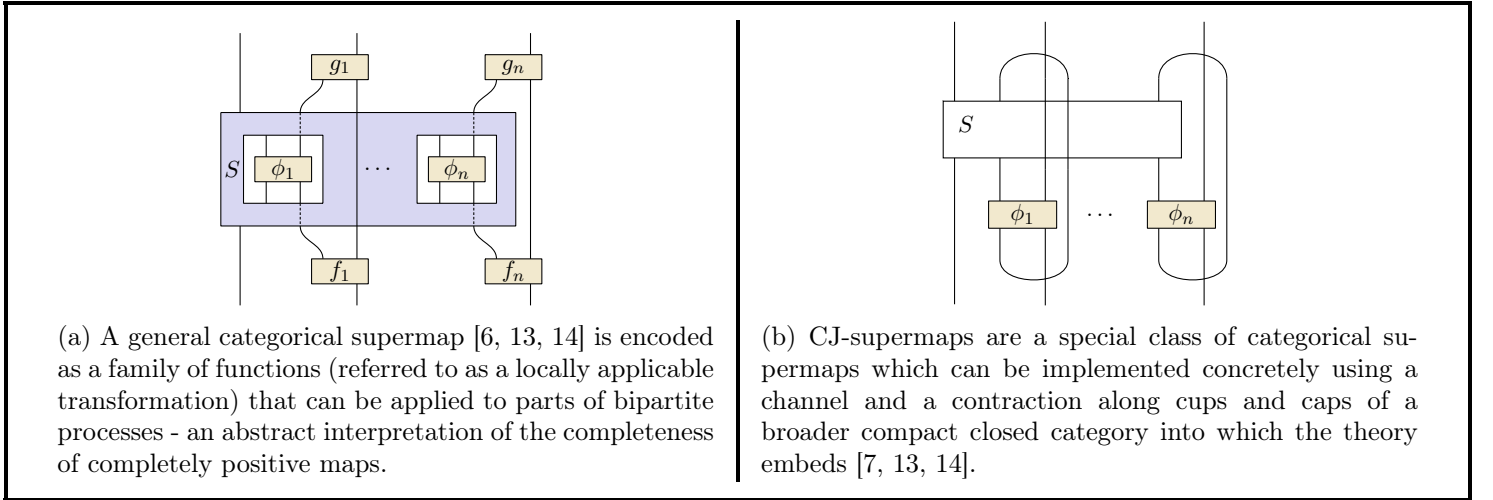 g₁ gₙ
S ϕ₁ ··· ϕₙ
f₁ fₙ
(a) A general categorical supermap [6, 13, 14] is encoded
as a family of functions (referred to as a locally applicable
transformation) that can be applied to parts of bipartite
processes - an abstract interpretation of the completeness
of completely positive maps.
S
ϕ₁ ··· ϕₙ
(b) CJ-supermaps are a special class of categorical su-
permaps which can be implemented concretely using a
channel and a contraction along cups and caps of a
broader compact closed category into which the theory
embeds [7, 13, 14].